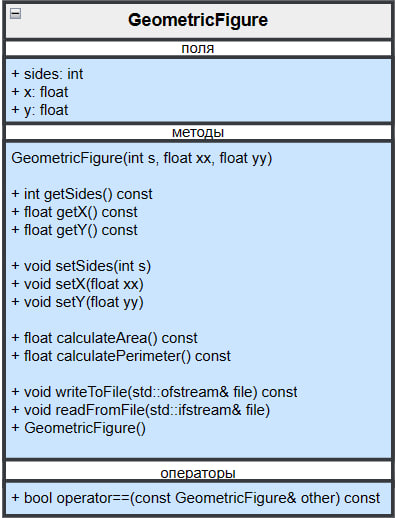 GeometricFigure
поля
+ sides: int
+ x: float
+ y: float
методы
GeometricFigure(int s, float xx, float yy)
+ int getSides() const
+ float getX() const
+ float getY() const
+ void setSides(int s)
+ void setX(float xx)
+ void setY(float yy)
+ float calculateArea() const
+ float calculatePerimeter() const
+ void writeToFile(std::ofstream& file) const
+ void readFromFile(std::ifstream& file)
+ GeometricFigure()
операторы
+ bool operator==(const GeometricFigure& other) const